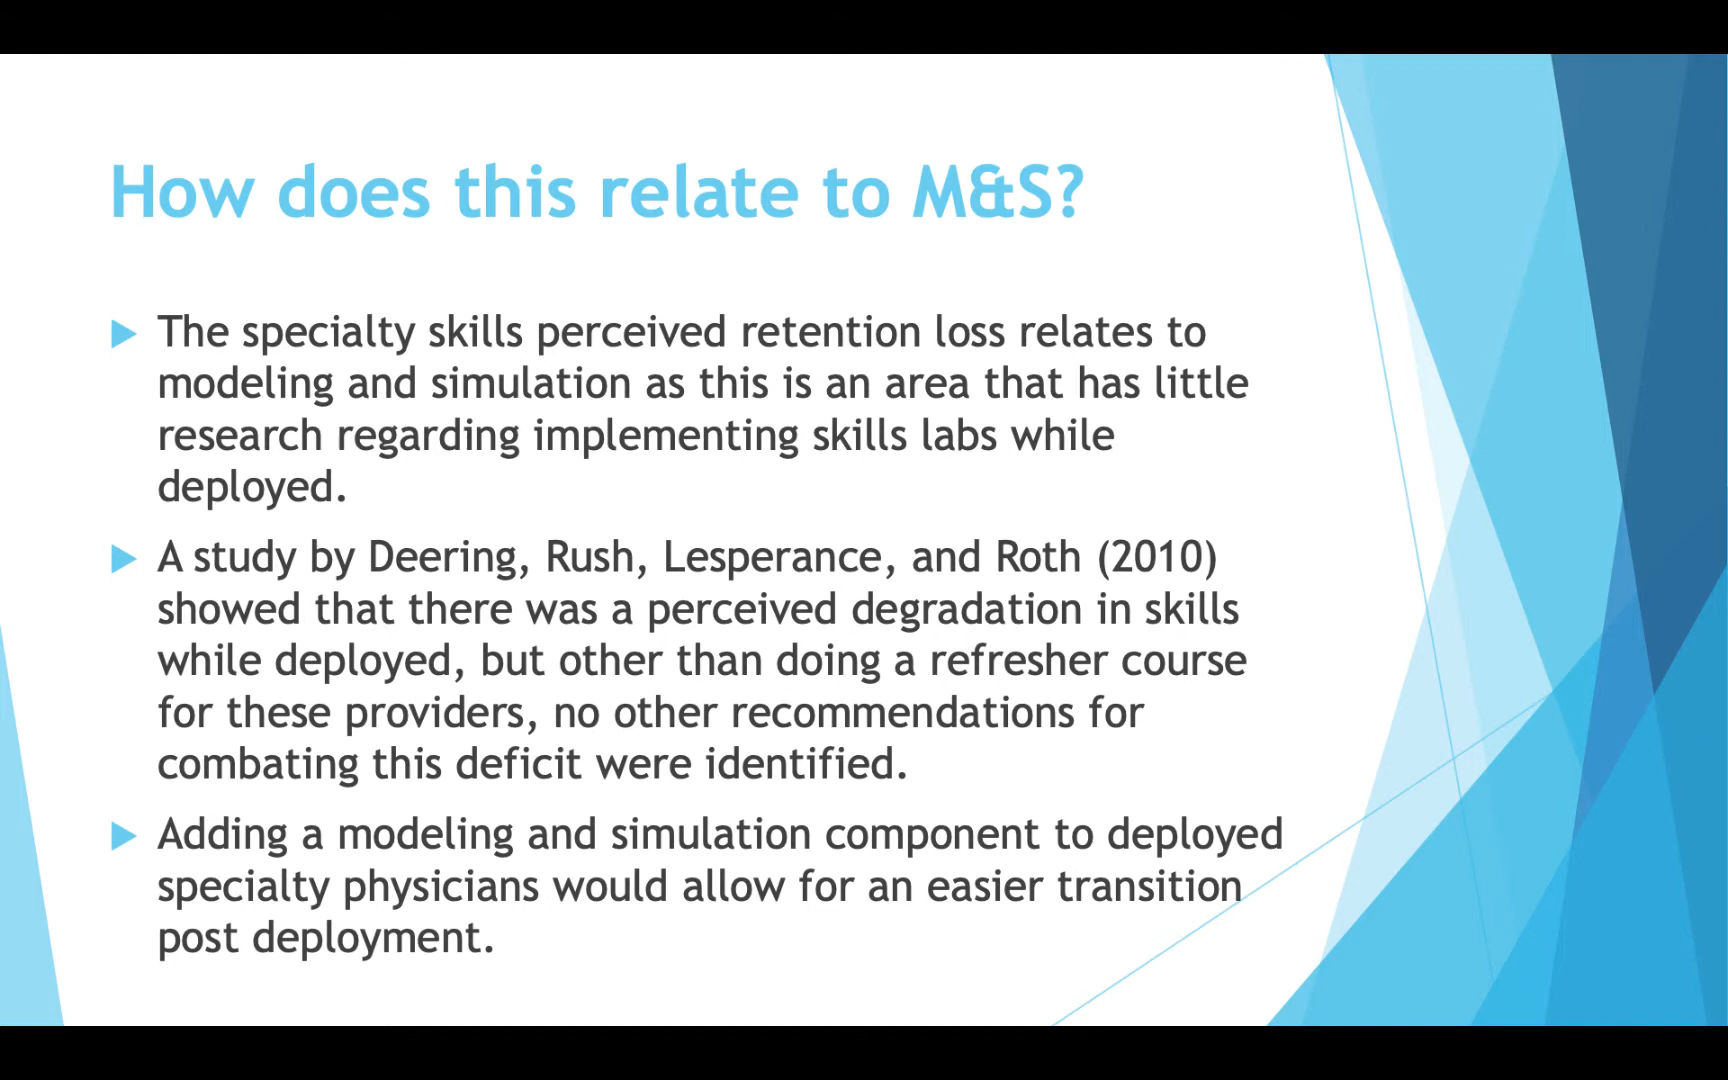 How does this relate to M&S?
The specialty skills perceived retention loss relates to
modeling and simulation as this is an area that has little
research regarding implementing skills labs while
deployed.
A study by Deering, Rush, Lesperance, and Roth (2010)
showed that there was a perceived degradation in skills
while deployed, but other than doing a refresher course
for these providers, no other recommendations for
combating this deficit were identified.
Adding a modeling and simulation component to deployed
specialty physicians would allow for an easier transition
post deployment.